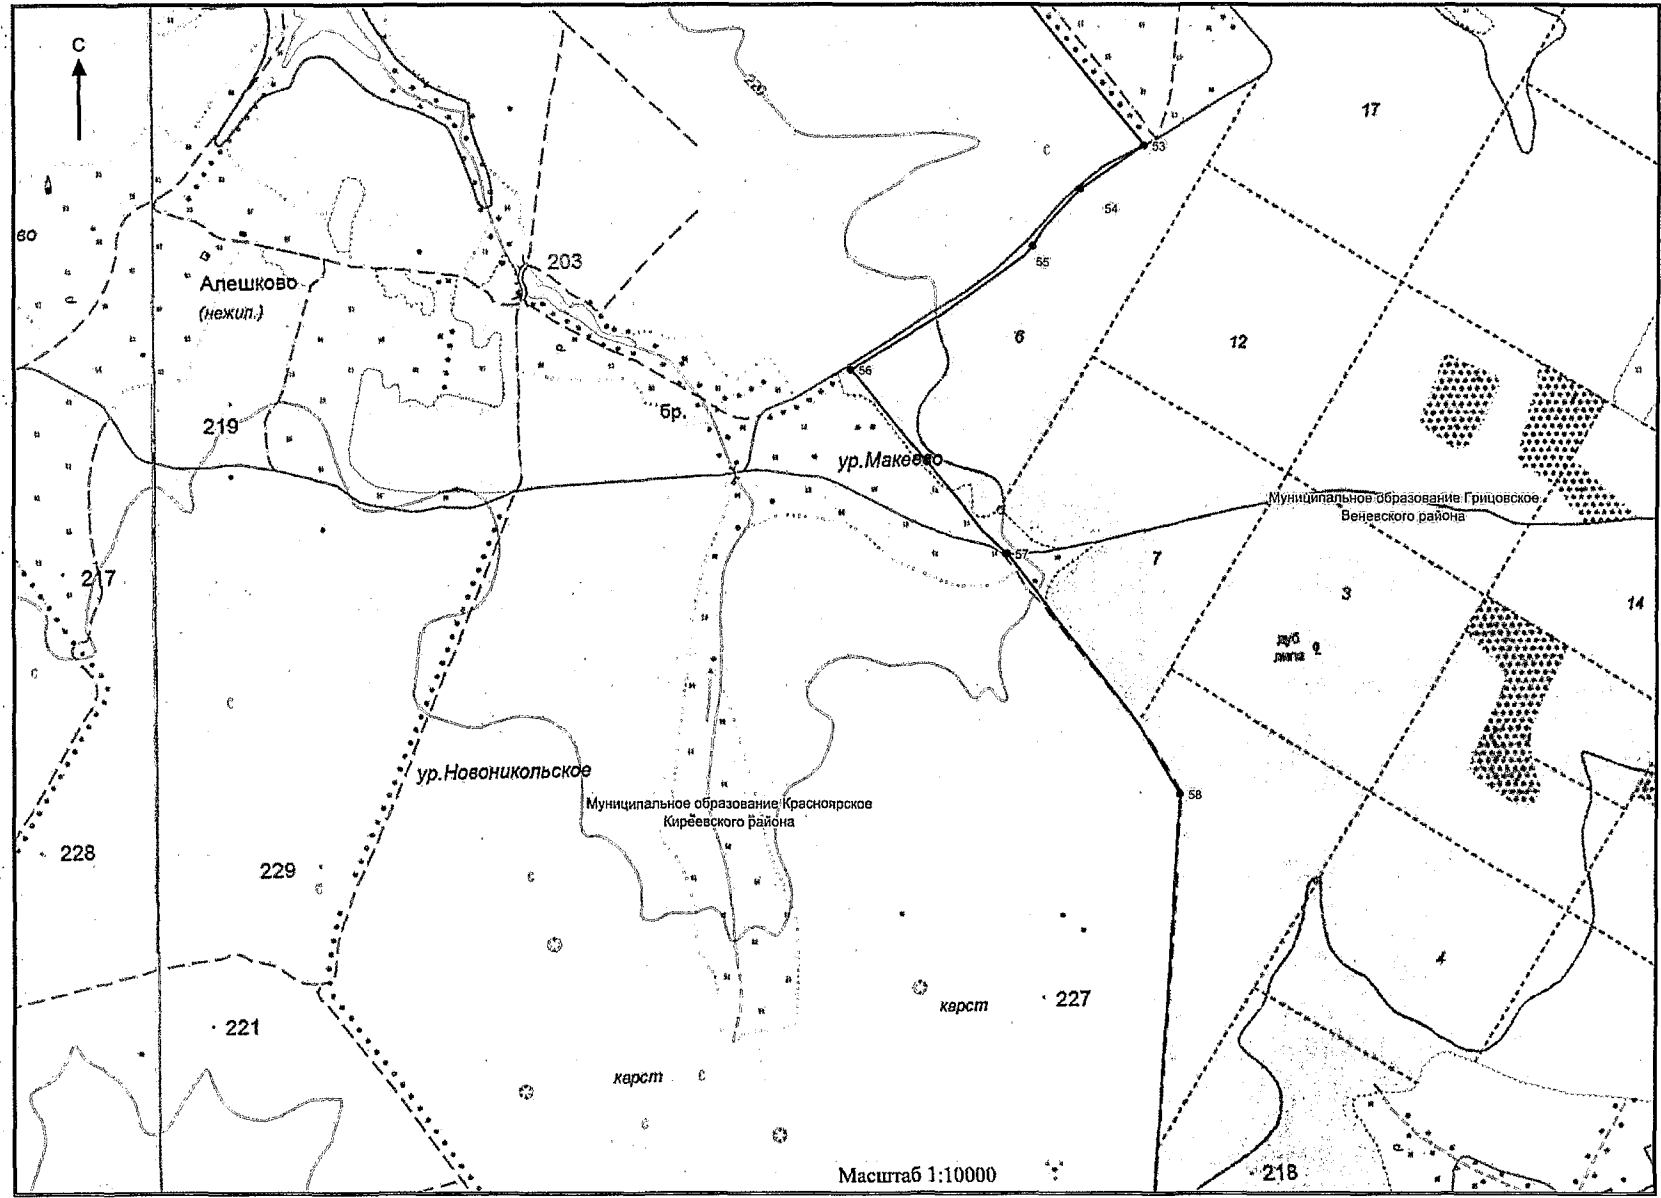 С
220
17
53
54
во
203
55
Алешково
(нежил.)
6
12
56
бр.
219
ур.Макеево
Муниципальное образование Грицовское
Веневского района
57
7
217
3
14
дуб
липа
ур.Новоникольское
58
Муниципальное образование Красноярское
Киреевского района
228
229
4
карст
227
221
карст
Масштаб 1:10000
218